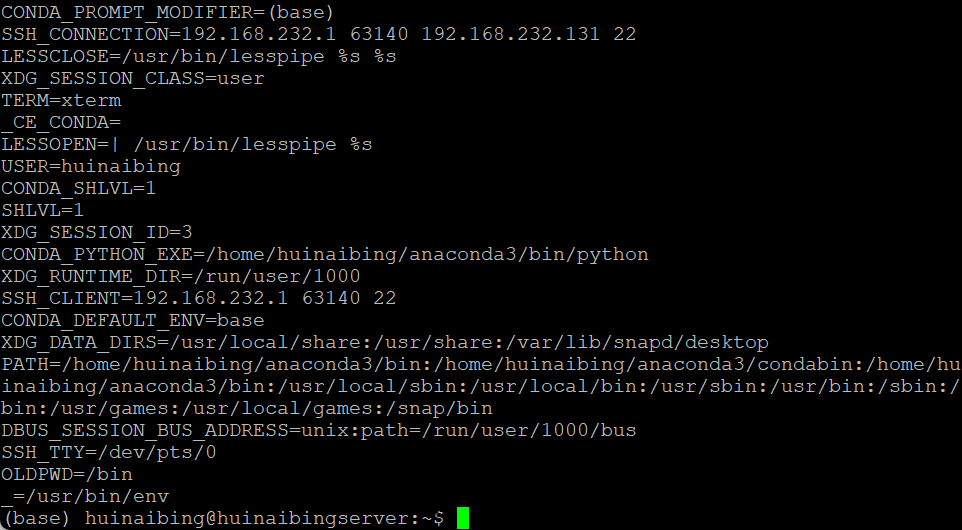 CONDA_PROMPT_MODIFIER=(base)
SSH_CONNECTION=192.168.232.1 63140 192.168.232.131 22
LESSCLOSE=/usr/bin/lesspipe %s %s
XDG_SESSION_CLASS=user
TERM=xterm
_CE_CONDA=
LESSOPEN=| /usr/bin/lesspipe %s
USER=huinaibing
CONDA_SHLVL=1
SHLVL=1
XDG_SESSION_ID=3
CONDA_PYTHON_EXE=/home/huinaibing/anaconda3/bin/python
XDG_RUNTIME_DIR=/run/user/1000
SSH_CLIENT=192.168.232.1 63140 22
CONDA_DEFAULT_ENV=base
XDG_DATA_DIRS=/usr/local/share:/usr/share:/var/lib/snapd/desktop
PATH=/home/huinaibing/anaconda3/bin:/home/huinaibing/anaconda3/condabin:/home/hu
inaibing/anaconda3/bin:/usr/local/sbin:/usr/local/bin:/usr/sbin:/usr/bin:/sbin:/
bin:/usr/games:/usr/local/games:/snap/bin
DBUS_SESSION_BUS_ADDRESS=unix:path=/run/user/1000/bus
SSH_TTY=/dev/pts/0
OLDPWD=/bin
_=/usr/bin/env
(base) huinaibing@huinaibingserver:~$